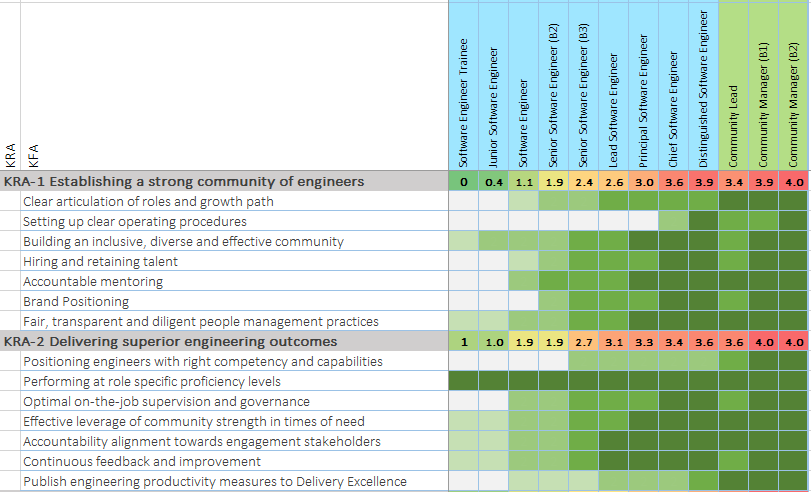 KRA
KFA
Software Engineer Trainee
Junior Software Engineer
Software Engineer
Senior Software Engineer (B2)
Senior Software Engineer (B3)
Lead Software Engineer
Principal Software Engineer
Chief Software Engineer
Distinguished Software Engineer
Community Lead
Community Manager (B1)
Community Manager (B2)
KRA-1 Establishing a strong community of engineers 0 0.4 1.1 1.9 2.4 2.6 3.0 3.6 3.9 3.4 3.9 4.0
Clear articulation of roles and growth path
Setting up clear operating procedures
Building an inclusive, diverse and effective community
Hiring and retaining talent
Accountable mentoring
Brand Positioning
Fair, transparent and diligent people management practices
KRA-2 Delivering superior engineering outcomes 1 1.0 1.9 1.9 2.7 3.1 3.3 3.4 3.6 3.6 4.0 4.0
Positioning engineers with right competency and capabilities
Performing at role specific proficiency levels
Optimal on-the-job supervision and governance
Effective leverage of community strength in times of need
Accountability alignment towards engagement stakeholders
Continuous feedback and improvement
Publish engineering productivity measures to Delivery Excellence